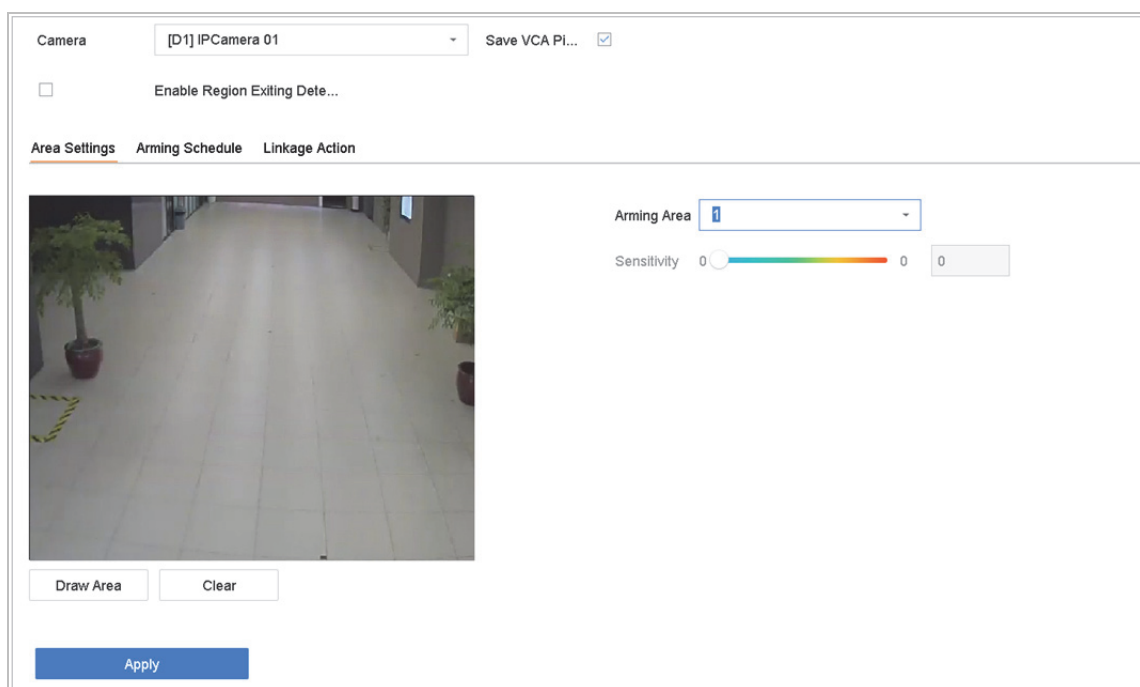 Camera [D1] IPCamera 01 Save VCA Pi...
Enable Region Exiting Dete...
Area Settings Arming Schedule Linkage Action
Arming Area 1
Sensitivity 0 0 0
Draw Area Clear
Apply